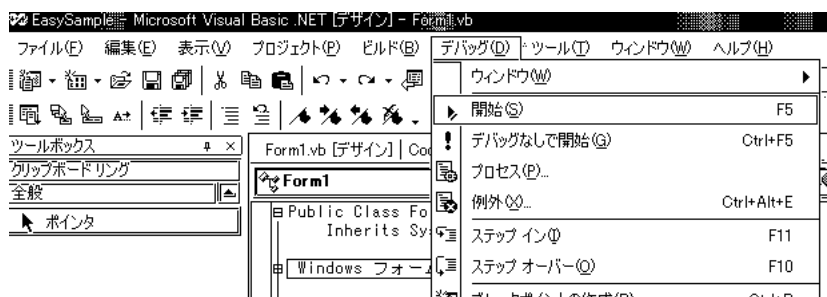 EasySample - Microsoft Visual Basic .NET [デザイン] - Form1.vb
ファイル(F) 編集(E) 表示(V) プロジェクト(P) ビルド(B) デバッグ(D) ツール(T) ウィンドウ(W) ヘルプ(H)
ウィンドウ(W)
開始(S) F5
デバッグなしで開始(G) Ctrl+F5
プロセス(P)...
例外(X)... Ctrl+Alt+E
ステップ イン(I) F11
ステップ オーバー(O) F10
ツールボックス
クリップボード リング
全般
ポインタ
Form1.vb [デザイン]
Form1
Public Class
Inherits
Windows